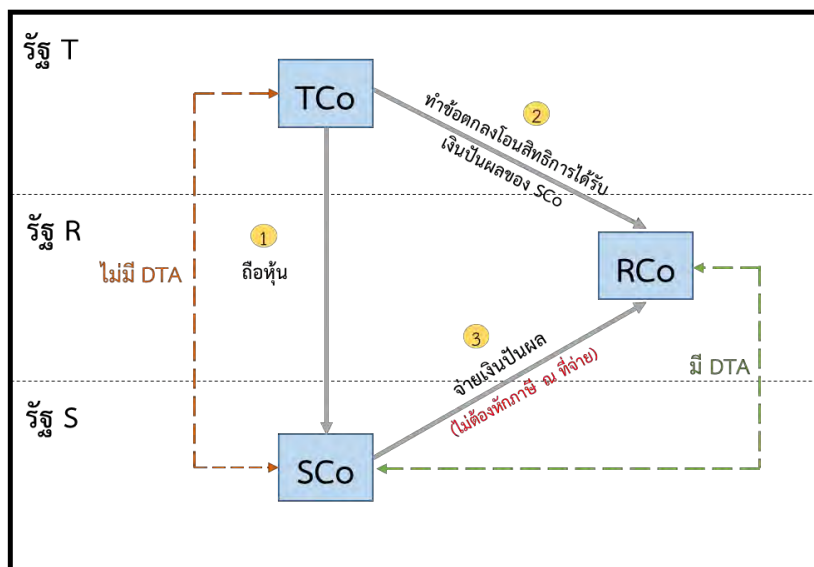 รัฐ T
TCo
2
ทำข้อตกลงโอนสิทธิการได้รับ
เงินปันผลของ SCo
รัฐ R
1
ถือหุ้น
ไม่มี DTA
RCo
3
จ่ายเงินปันผล
(ไม่ต้องหักภาษี ณ ที่จ่าย)
มี DTA
รัฐ S
SCo